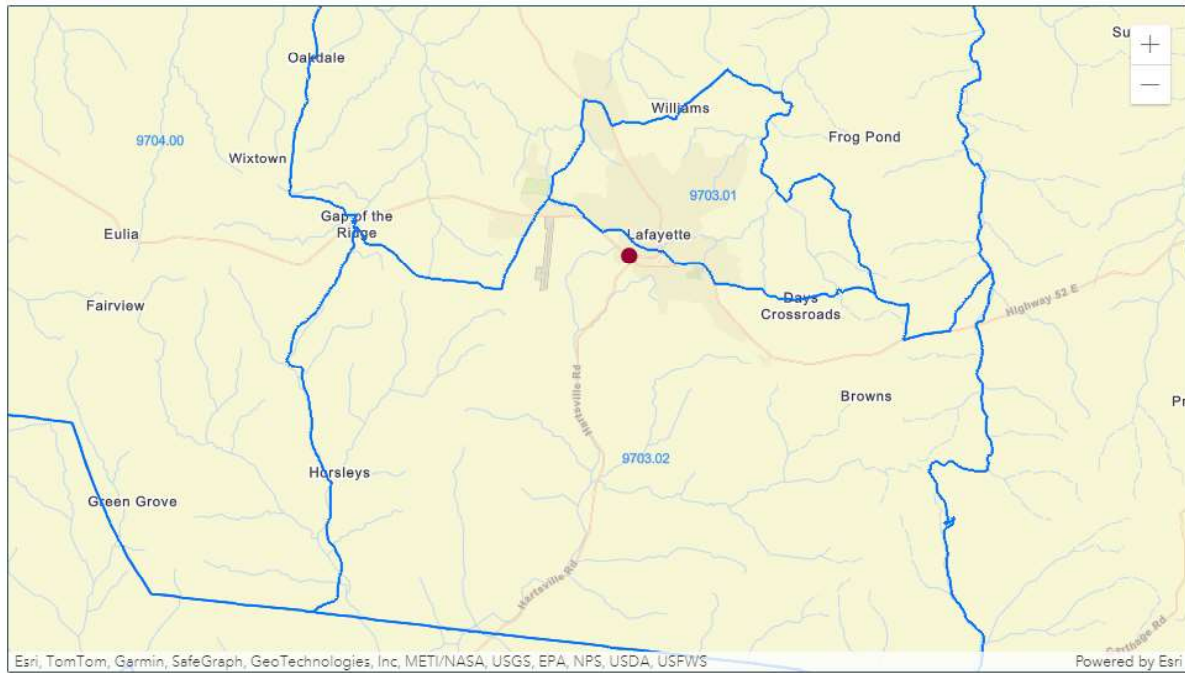 Su
Oakdale
Williams
Frog Pond
9704.00
Wixtown
9703.01
Gap of the
Ridge
Eulia
Lafayette
Fairview
Days
Crossroads
Highway 52 E
Hartsville Rd
Browns
Pr
9703.02
Horsleys
Green Grove
Hartsville Rd
Carthage Rd
Esri, TomTom, Garmin, SafeGraph, GeoTechnologies, Inc, METI/NASA, USGS, EPA, NPS, USDA, USFWS
Powered by Esri